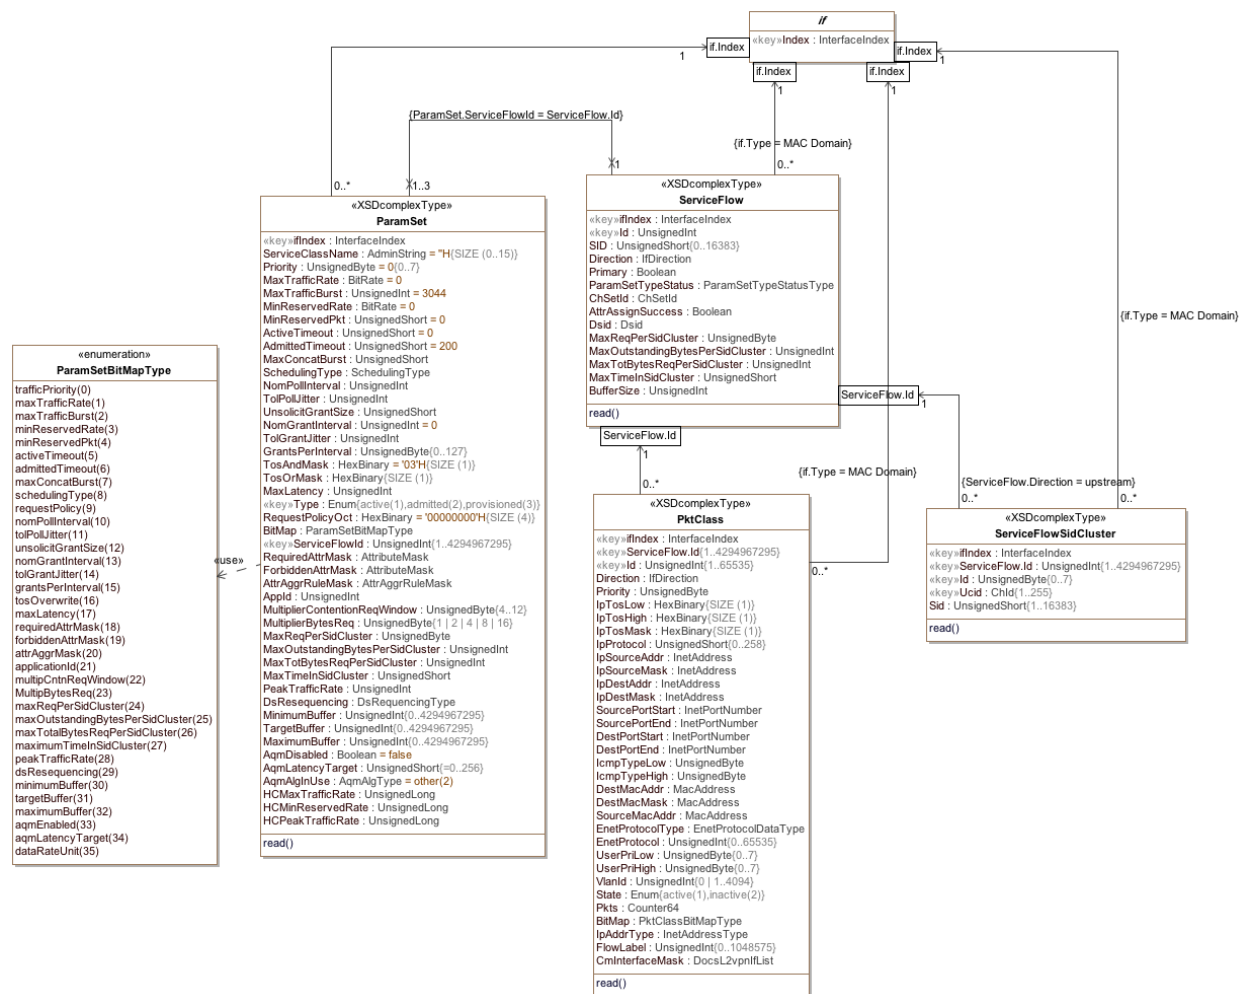 if
«key»Index : InterfaceIndex
if.Index
1
if.Index
1
if.Index
1
if.Index
1
{ParamSet.ServiceFlowId = ServiceFlow.Id}
{if.Type = MAC Domain}
1
0..*
0..*
1..3
«XSDcomplexType»
ServiceFlow
«key»ifIndex : InterfaceIndex
«key»Id : UnsignedInt
SID : UnsignedShort{0..16383}
Direction : IfDirection
Primary : Boolean
ParamSetTypeStatus : ParamSetTypeStatusType
ChSetId : ChSetId
AttrAssignSuccess : Boolean
Dsid : Dsid
MaxReqPerSidCluster : UnsignedByte
MaxOutstandingBytesPerSidCluster : UnsignedInt
MaxTotBytesReqPerSidCluster : UnsignedInt
MaxTimeInSidCluster : UnsignedShort
BufferSize : UnsignedInt
read()
«XSDcomplexType»
ParamSet
«key»ifIndex : InterfaceIndex
ServiceClassName : AdminString = "H{SIZE (0..15)}
Priority : UnsignedByte = 0{0..7}
MaxTrafficRate : BitRate = 0
MaxTrafficBurst : UnsignedInt = 3044
MinReservedRate : BitRate = 0
MinReservedPkt : UnsignedShort = 0
ActiveTimeout : UnsignedShort = 0
AdmittedTimeout : UnsignedShort = 200
MaxConcatBurst : UnsignedShort
SchedulingType : SchedulingType
NomPollInterval : UnsignedInt
TolPollJitter : UnsignedInt
UnsolicitGrantSize : UnsignedShort
NomGrantInterval : UnsignedInt = 0
TolGrantJitter : UnsignedInt
GrantsPerInterval : UnsignedByte{0..127}
TosAndMask : HexBinary = '03'H{SIZE (1)}
TosOrMask : HexBinary{SIZE (1)}
MaxLatency : UnsignedInt
«key»Type : Enum{active(1),admitted(2),provisioned(3)}
RequestPolicyOct : HexBinary = '00000000'H{SIZE (4)}
BitMap : ParamSetBitMapType
«key»ServiceFlowId : UnsignedInt{1..4294967295}
RequiredAttrMask : AttributeMask
ForbiddenAttrMask : AttributeMask
AttrAggrRuleMask : AttrAggrRuleMask
AppId : UnsignedInt
MultiplierContentionReqWindow : UnsignedByte{4..12}
MultiplierBytesReq : UnsignedByte{1 | 2 | 4 | 8 | 16}
MaxReqPerSidCluster : UnsignedByte
MaxOutstandingBytesPerSidCluster : UnsignedInt
MaxTotBytesReqPerSidCluster : UnsignedInt
MaxTimeInSidCluster : UnsignedShort
PeakTrafficRate : UnsignedInt
DsResequencing : DsResequencingType
MinimumBuffer : UnsignedInt{0..4294967295}
TargetBuffer : UnsignedInt{0..4294967295}
MaximumBuffer : UnsignedInt{0..4294967295}
AqmDisabled : Boolean = false
AqmLatencyTarget : UnsignedShort{=0..256}
AqmAlgInUse : AqmAlgType = other(2)
HCMaxTrafficRate : UnsignedLong
HCMinReservedRate : UnsignedLong
HCPeakTrafficRate : UnsignedLong
read()
«enumeration»
ParamSetBitMapType
trafficPriority(0)
maxTrafficRate(1)
maxTrafficBurst(2)
minReservedRate(3)
minReservedPkt(4)
activeTimeout(5)
admittedTimeout(6)
maxConcatBurst(7)
schedulingType(8)
requestPolicy(9)
nomPollInterval(10)
tolPollJitter(11)
unsolicitGrantSize(12)
nomGrantInterval(13)
tolGrantJitter(14)
grantsPerInterval(15)
tosOverwrite(16)
maxLatency(17)
requiredAttrMask(18)
forbiddenAttrMask(19)
attrAggrMask(20)
applicationId(21)
multipCntnReqWindow(22)
MultipBytesReq(23)
maxReqPerSidCluster(24)
maxOutstandingBytesPerSidCluster(25)
maxTotalBytesReqPerSidCluster(26)
maximumTimeInSidCluster(27)
peakTrafficRate(28)
dsResequencing(29)
minimumBuffer(30)
targetBuffer(31)
maximumBuffer(32)
aqmEnabled(33)
aqmLatencyTarget(34)
dataRateUnit(35)
«use»
{if.Type = MAC Domain}
ServiceFlow.Id
1
ServiceFlow.Id
1
{if.Type = MAC Domain}
{ServiceFlow.Direction = upstream}
0..*
0..*
0..*
0..*
«XSDcomplexType»
PktClass
«key»ifIndex : InterfaceIndex
«key»ServiceFlow.Id{1..4294967295}
«key»Id : UnsignedInt{1..65535}
Direction : IfDirection
Priority : UnsignedByte
IpTosLow : HexBinary{SIZE (1)}
IpTosHigh : HexBinary{SIZE (1)}
IpTosMask : HexBinary{SIZE (1)}
IpProtocol : UnsignedShort{0..258}
IpSourceAddr : InetAddress
IpSourceMask : InetAddress
IpDestAddr : InetAddress
IpDestMask : InetAddress
SourcePortStart : InetPortNumber
SourcePortEnd : InetPortNumber
DestPortStart : InetPortNumber
DestPortEnd : InetPortNumber
IcmpTypeLow : UnsignedByte
IcmpTypeHigh : UnsignedByte
DestMacAddr : MacAddress
DestMacMask : MacAddress
SourceMacAddr : MacAddress
EnetProtocolType : EnetProtocolDataType
EnetProtocol : UnsignedInt{0..65535}
UserPriLow : UnsignedByte{0..7}
UserPriHigh : UnsignedByte{0..7}
VlanId : UnsignedInt{0 | 1..4094}
State : Enum{active(1),inactive(2)}
Pkts : Counter64
BitMap : PktClassBitMapType
IpAddrType : InetAddressType
FlowLabel : UnsignedInt{0..1048575}
CmInterfaceMask : DocsL2vpnIfList
read()
«XSDcomplexType»
ServiceFlowSidCluster
«key»ifIndex : InterfaceIndex
«key»ServiceFlow.Id : UnsignedInt{1..4294967295}
«key»Id : UnsignedByte{0..7}
«key»Ucid : ChId{1..255}
Sid : UnsignedShort{1..16383}
read()